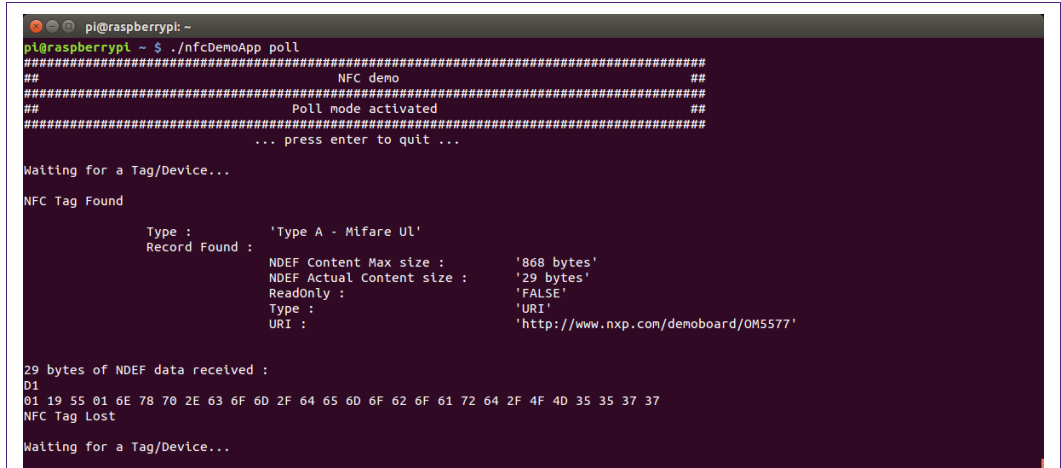 pi@raspberrypi: ~
pi@raspberrypi ~ $ ./nfcDemoApp poll
#########################################################################################
## NFC demo ##
#########################################################################################
## Poll mode activated ##
#########################################################################################
... press enter to quit ...
Waiting for a Tag/Device...
NFC Tag Found
Type : 'Type A - Mifare Ul'
Record Found :
NDEF Content Max size : '868 bytes'
NDEF Actual Content size : '29 bytes'
ReadOnly : 'FALSE'
Type : 'URI'
URI : 'http://www.nxp.com/demoboard/OM5577'
29 bytes of NDEF data received :
D1
01 19 55 01 6E 78 70 2E 63 6F 6D 2F 64 65 6D 6F 62 6F 61 72 64 2F 4F 4D 35 35 37 37
NFC Tag Lost
Waiting for a Tag/Device...